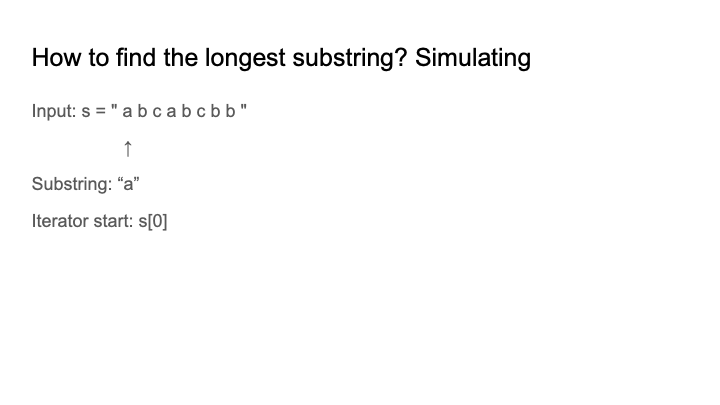 How to find the longest substring? Simulating
Input: s = " a b c a b c b b "
↑
Substring: “a”
Iterator start: s[0]